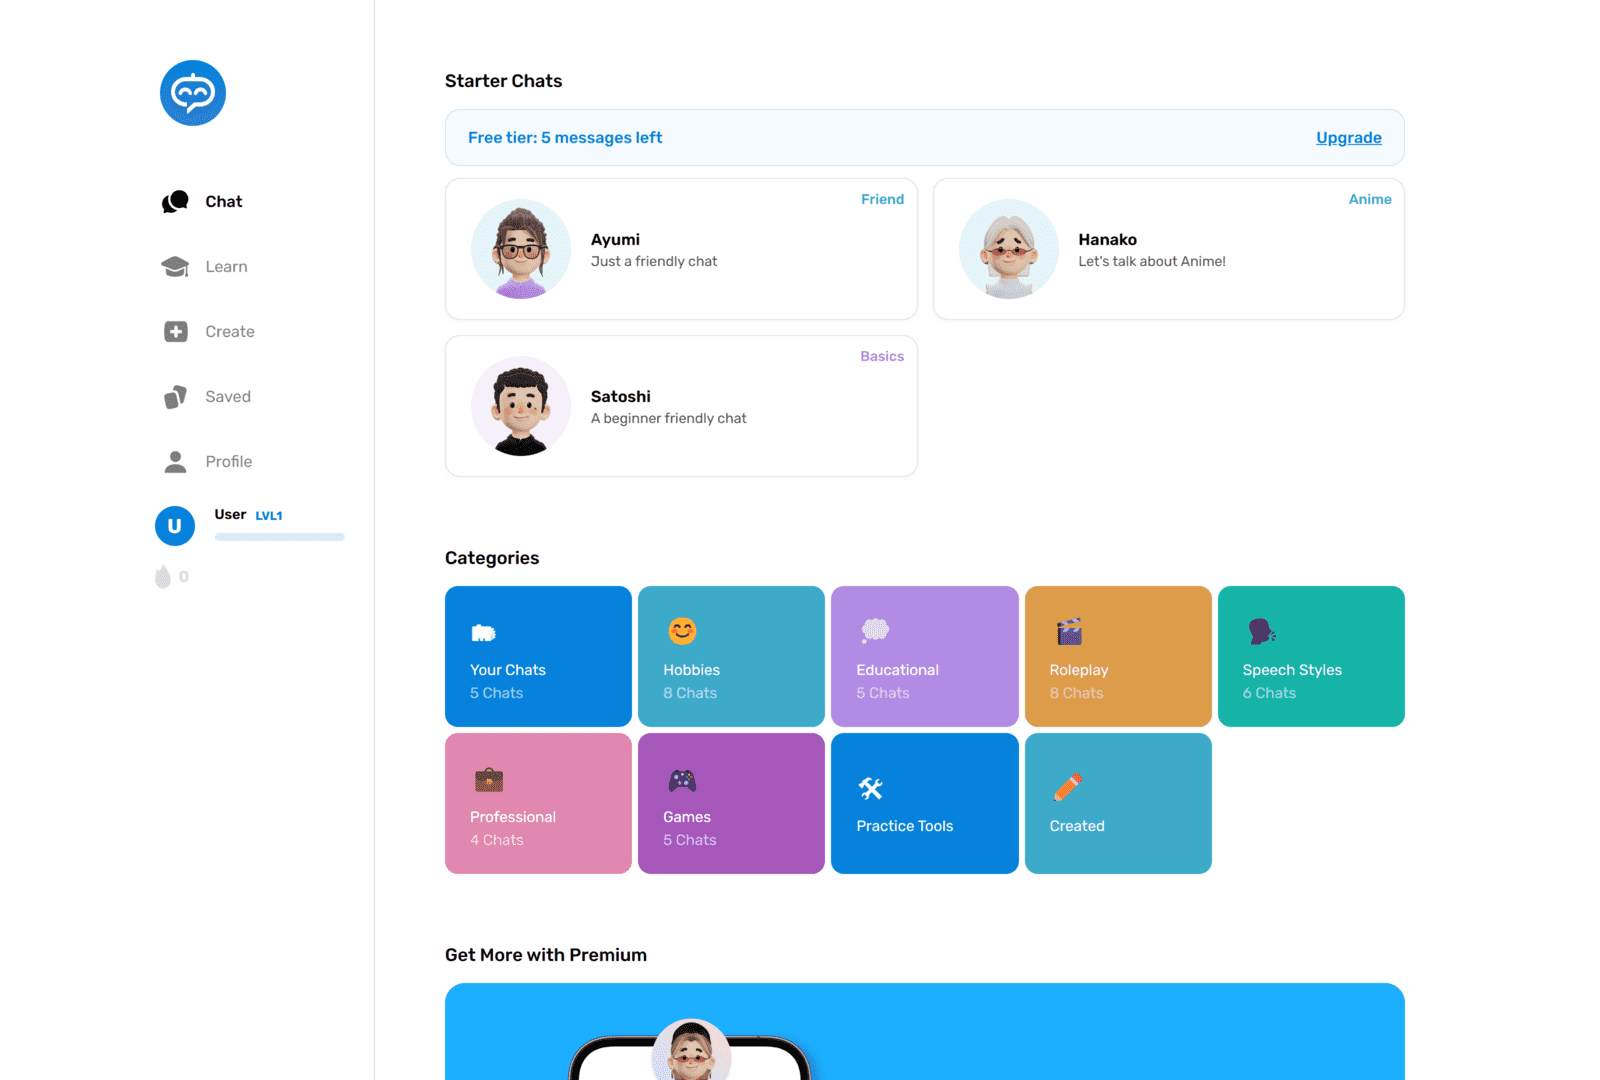 Chat
Learn
Create
Saved
Profile
U
User LVL1
0
Starter Chats
Free tier: 5 messages left
Upgrade
Friend
Ayumi
Just a friendly chat
Anime
Hanako
Let's talk about Anime!
Basics
Satoshi
A beginner friendly chat
Categories
Your Chats
5 Chats
Hobbies
8 Chats
Educational
5 Chats
Roleplay
8 Chats
Speech Styles
6 Chats
Professional
4 Chats
Games
5 Chats
Practice Tools
Created
Get More with Premium